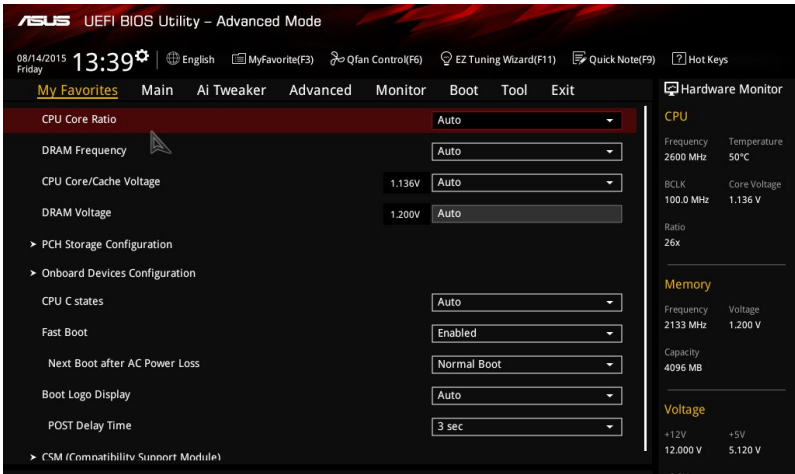 ASUS UEFI BIOS Utility – Advanced Mode
08/14/2015 Friday 13:39 English MyFavorite(F3) Qfan Control(F6) EZ Tuning Wizard(F11) Quick Note(F9) ? Hot Keys
My Favorites Main Ai Tweaker Advanced Monitor Boot Tool Exit
CPU Core Ratio Auto
DRAM Frequency Auto
CPU Core/Cache Voltage 1.136V Auto
DRAM Voltage 1.200V Auto
> PCH Storage Configuration
> Onboard Devices Configuration
CPU C states Auto
Fast Boot Enabled
Next Boot after AC Power Loss Normal Boot
Boot Logo Display Auto
POST Delay Time 3 sec
> CSM (Compatibility Support Module)
Hardware Monitor
CPU
Frequency Temperature
2600 MHz 50°C
BCLK Core Voltage
100.0 MHz 1.136 V
Ratio
26x
Memory
Frequency Voltage
2133 MHz 1.200 V
Capacity
4096 MB
Voltage
+12V +5V
12.000 V 5.120 V